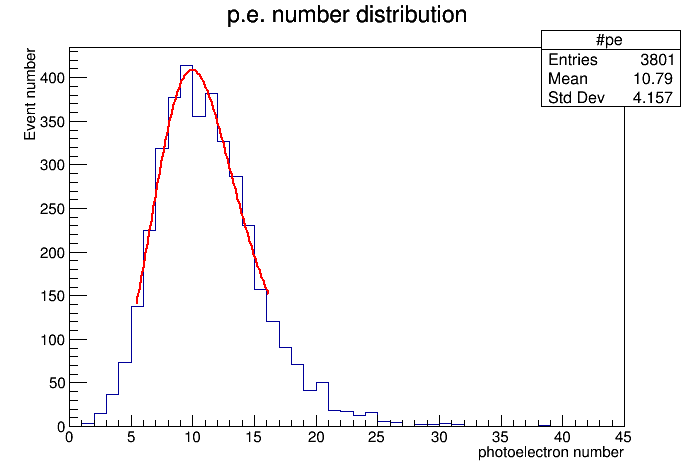 p.e. number distribution
#pe
Entries 3801
Mean 10.79
Std Dev 4.157
Event number
400
350
300
250
200
150
100
50
0
0 5 10 15 20 25 30 35 40 45
photoelectron number